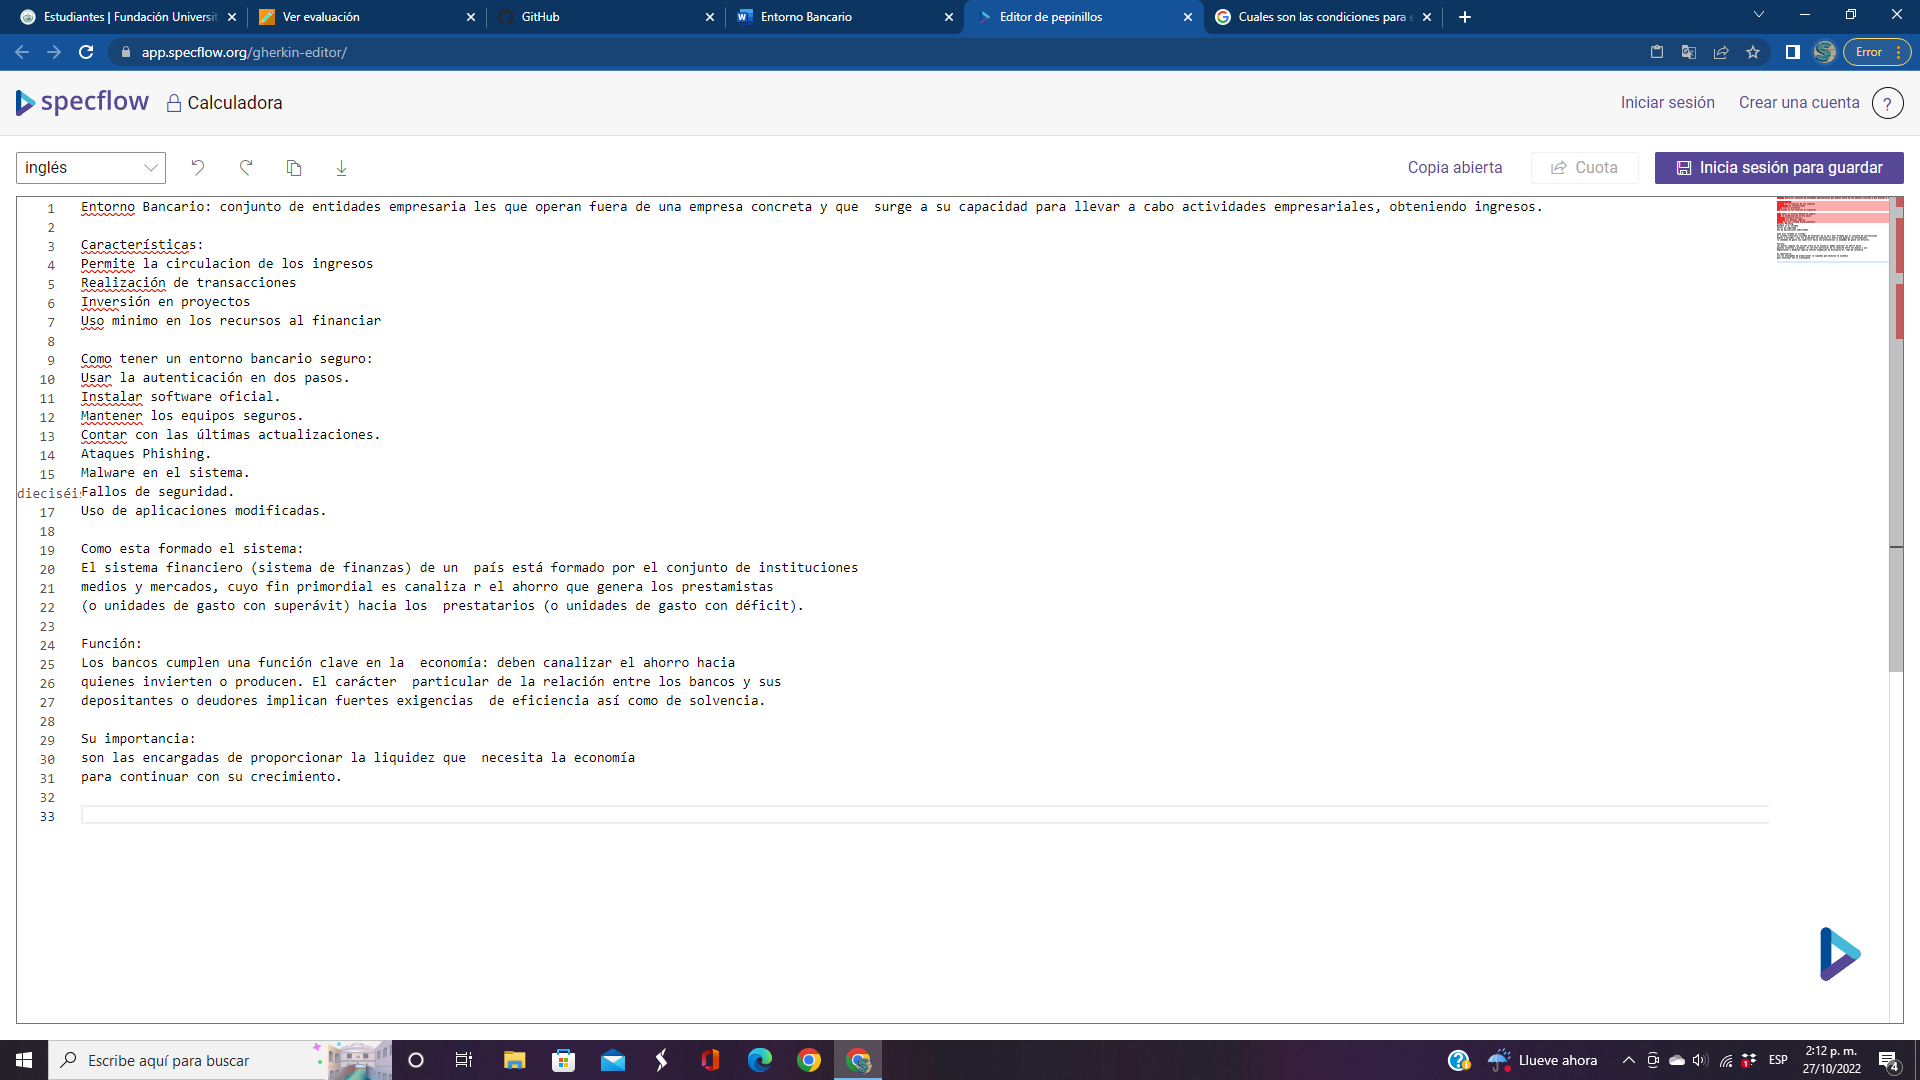 Estudiantes | Fundación Universit
Ver evaluación
GitHub
Entorno Bancario
Editor de pepinillos
Cuales son las condiciones para e
app.specflow.org/gherkin-editor/
Error
specflow
Calculadora
Iniciar sesión
Crear una cuenta
?
inglés
Copia abierta
Cuota
Inicia sesión para guardar
1 Entorno Bancario: conjunto de entidades empresaria les que operan fuera de una empresa concreta y que  surge a su capacidad para llevar a cabo actividades empresariales, obteniendo ingresos.
2
3 Características:
4 Permite la circulacion de los ingresos
5 Realización de transacciones
6 Inversión en proyectos
7 Uso minimo en los recursos al financiar
8
9 Como tener un entorno bancario seguro:
10 Usar la autenticación en dos pasos.
11 Instalar software oficial.
12 Mantener los equipos seguros.
13 Contar con las últimas actualizaciones.
14 Ataques Phishing.
15 Malware en el sistema.
dieciséis Fallos de seguridad.
17 Uso de aplicaciones modificadas.
18
19 Como esta formado el sistema:
20 El sistema financiero (sistema de finanzas) de un  país está formado por el conjunto de instituciones
21 medios y mercados, cuyo fin primordial es canaliza r el ahorro que genera los prestamistas
22 (o unidades de gasto con superávit) hacia los  prestatarios (o unidades de gasto con déficit).
23
24 Función:
25 Los bancos cumplen una función clave en la  economía: deben canalizar el ahorro hacia
26 quienes invierten o producen. El carácter  particular de la relación entre los bancos y sus
27 depositantes o deudores implican fuertes exigencias  de eficiencia así como de solvencia.
28
29 Su importancia:
30 son las encargadas de proporcionar la liquidez que  necesita la economía
31 para continuar con su crecimiento.
32
33
Escribe aquí para buscar
Llueve ahora
ESP
2:12 p. m.
27/10/2022
4